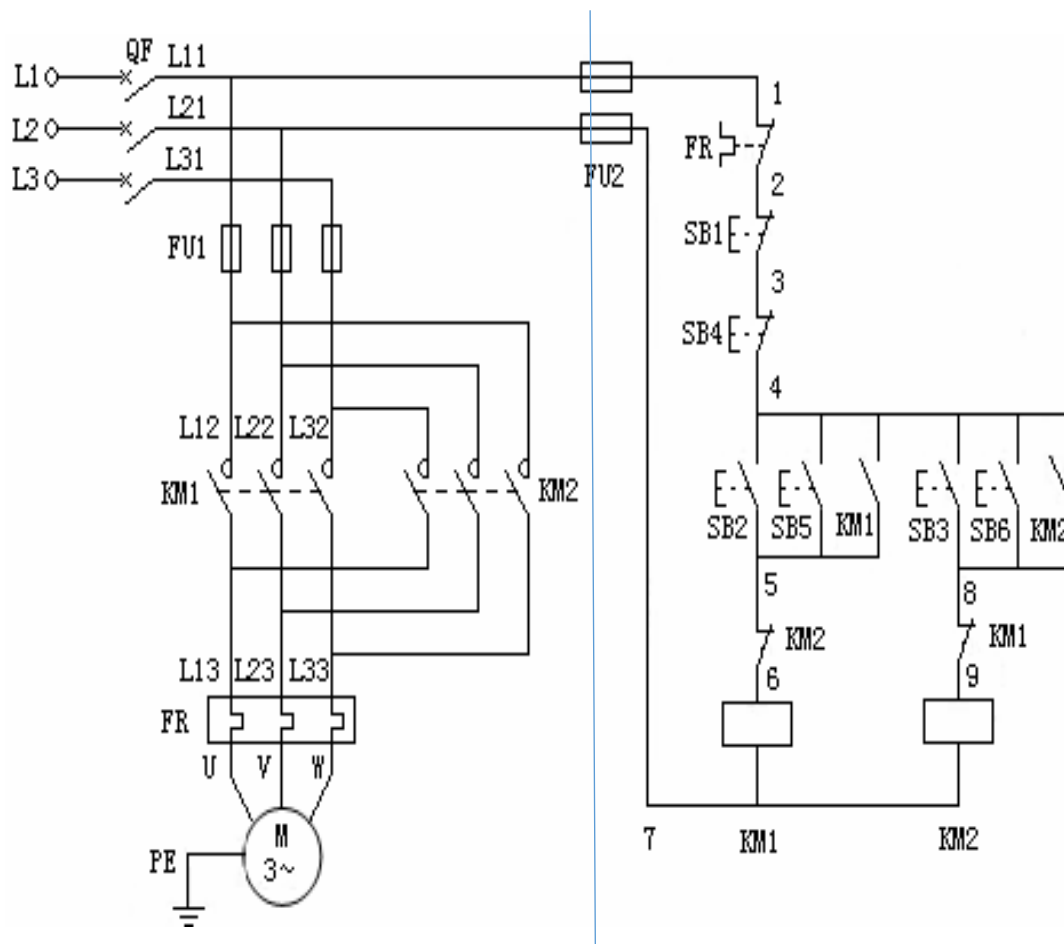 QF L11
L1
L21
L2
L31
L3
FU2
FU1
1
FR
2
SB1
3
SB4
4
L12 L22 L32
KM1
KM2
SB2 SB5 KM1 SB3 SB6 KM2
5
8
KM2
KM1
6
9
L13 L23 L33
FR
U V W
M
3~
PE
7 KM1 KM2